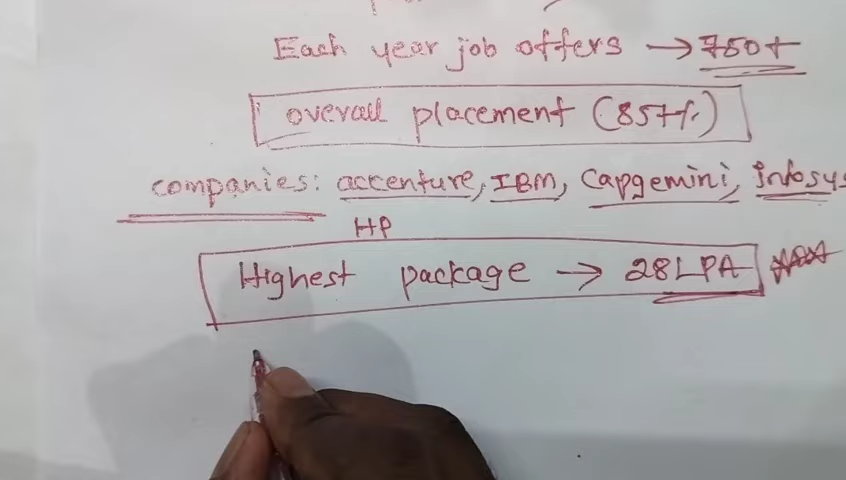 Each year job offers → 750+
overall placement (85+%)
companies: accenture, IBM, Capgemini, infosys
HP
Highest package → 28LPA